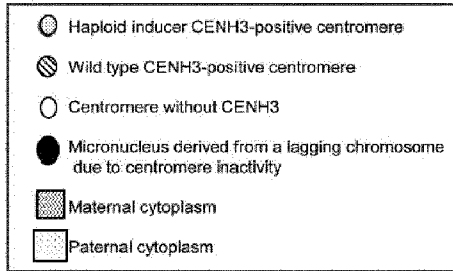 Haploid inducer CENH3-positive centromere
Wild type CENH3-positive centromere
Centromere without CENH3
Micronucleus derived from a lagging chromosome
due to centromere inactivity
Maternal cytoplasm
Paternal cytoplasm